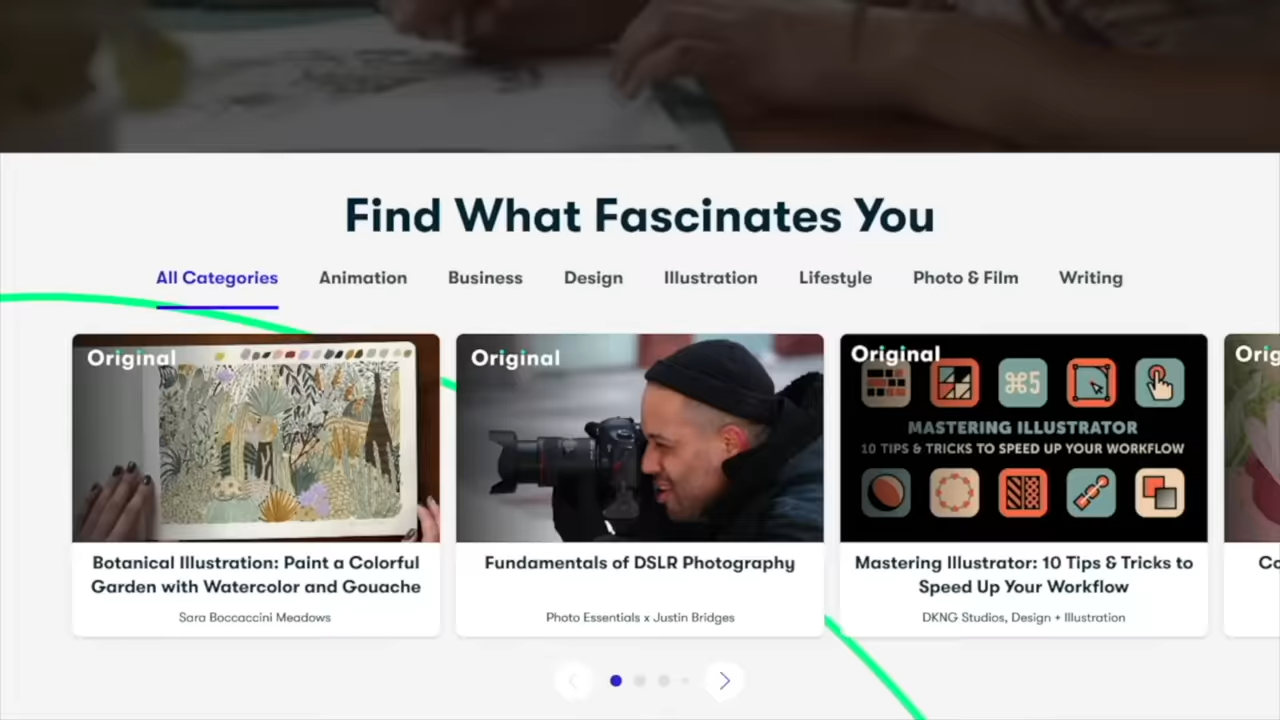 Find What Fascinates You
All Categories Animation Business Design Illustration Lifestyle Photo & Film Writing
Original
Botanical Illustration: Paint a Colorful
Garden with Watercolor and Gouache
Sara Boccaccini Meadows
Original
Fundamentals of DSLR Photography
Photo Essentials x Justin Bridges
Original
⌘5
MASTERING ILLUSTRATOR
10 TIPS & TRICKS TO SPEED UP YOUR WORKFLOW
Mastering Illustrator: 10 Tips & Tricks to
Speed Up Your Workflow
DKNG Studios, Design + Illustration
Orig
Co